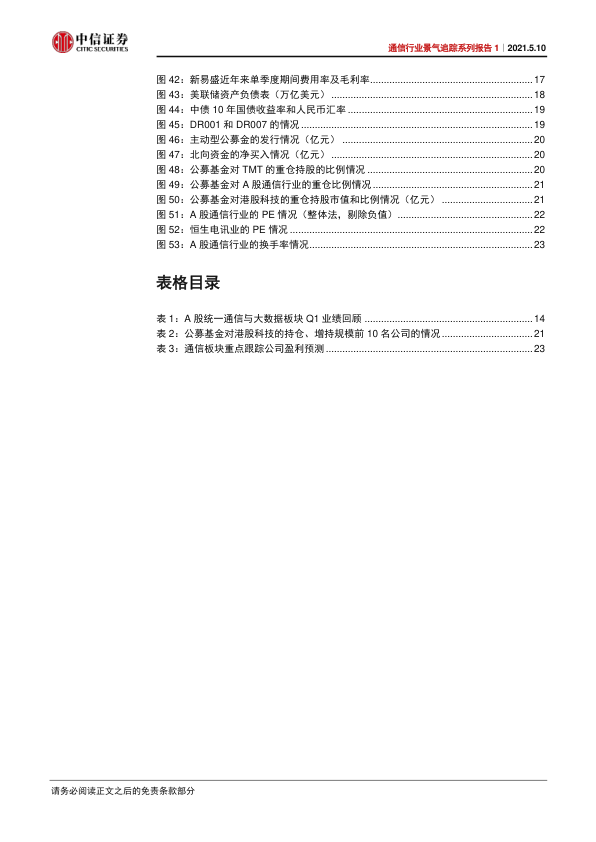 中信证券
CITIC SECURITIES
通信行业景气追踪系列报告 1｜2021.5.10
图 42：新易盛近年来单季度期间费用率及毛利率............................................................. 17
图 43：美联储资产负债表（万亿美元）........................................................................... 18
图 44：中债 10 年国债收益率和人民币汇率..................................................................... 19
图 45：DR001 和 DR007 的情况...................................................................................... 19
图 46：主动型公募金的发行情况（亿元）....................................................................... 20
图 47：北向资金的净买入情况（亿元）........................................................................... 20
图 48：公募基金对 TMT 的重仓持股的比例情况.............................................................. 20
图 49：公募基金对 A 股通信行业的重仓比例情况............................................................ 21
图 50：公募基金对港股科技的重仓持股市值和比例情况（亿元）.................................. 21
图 51：A 股通信行业的 PE 情况（整体法，剔除负值）................................................... 22
图 52：恒生电讯业的 PE 情况.......................................................................................... 22
图 53：A 股通信行业的换手率情况................................................................................... 23
表格目录
表 1：A 股统一通信与大数据板块 Q1 业绩回顾............................................................... 14
表 2：公募基金对港股科技的持仓、增持规模前 10 名公司的情况.................................. 21
表 3：通信板块重点跟踪公司盈利预测............................................................................. 23
请务必阅读正文之后的免责条款部分